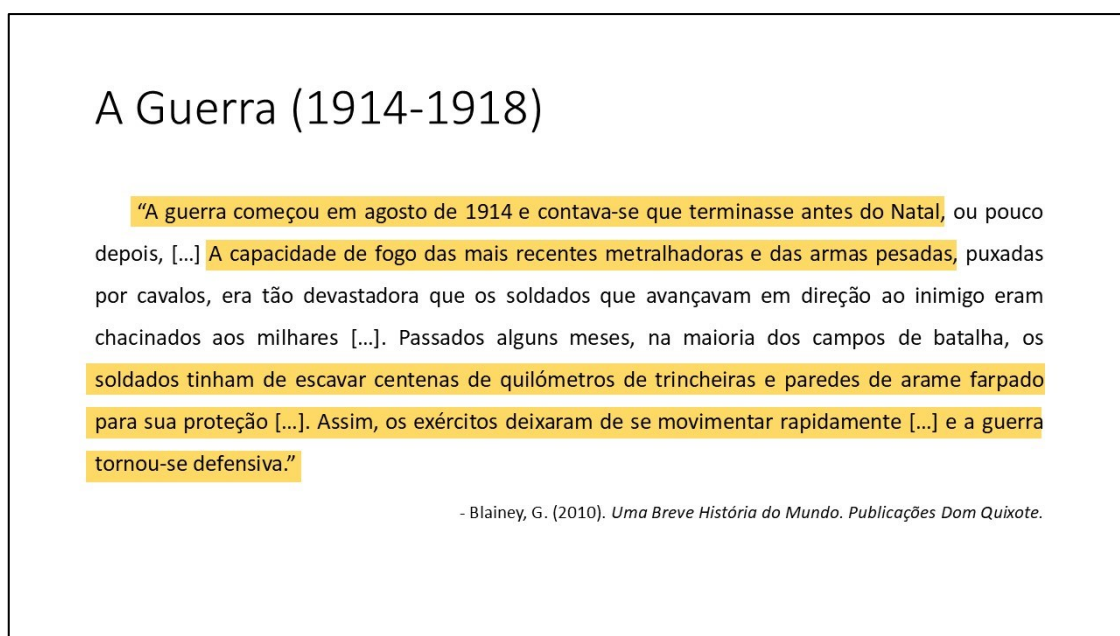 A Guerra (1914-1918)
“A guerra começou em agosto de 1914 e contava-se que terminasse antes do Natal, ou pouco
depois, [...] A capacidade de fogo das mais recentes metralhadoras e das armas pesadas, puxadas
por cavalos, era tão devastadora que os soldados que avançavam em direção ao inimigo eram
chacinados aos milhares [...]. Passados alguns meses, na maioria dos campos de batalha, os
soldados tinham de escavar centenas de quilómetros de trincheiras e paredes de arame farpado
para sua proteção [...]. Assim, os exércitos deixaram de se movimentar rapidamente [...] e a guerra
tornou-se defensiva.”
- Blainey, G. (2010). Uma Breve História do Mundo. Publicações Dom Quixote.